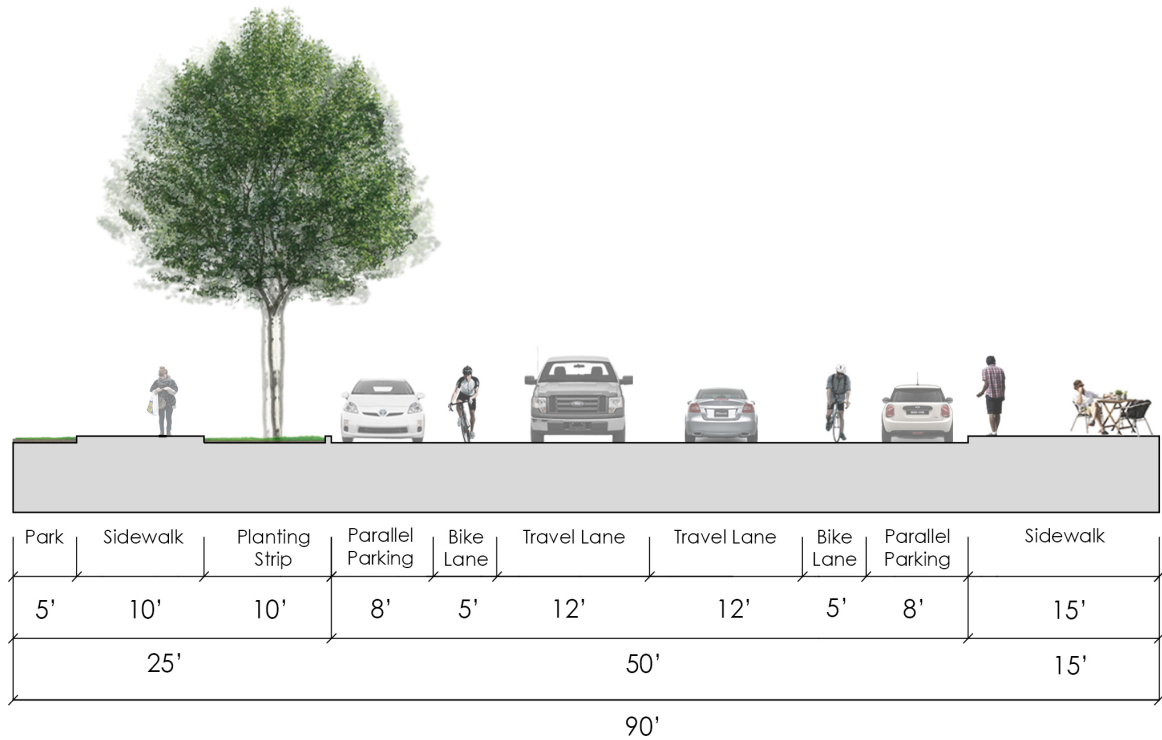 Park
Sidewalk
Planting
Strip
Parallel
Parking
Bike
Lane
Travel Lane
Travel Lane
Bike
Lane
Parallel
Parking
Sidewalk
5’ 10’ 10’ 8’ 5’ 12’ 12’ 5’ 8’ 15’
25’ 50’ 15’
90’